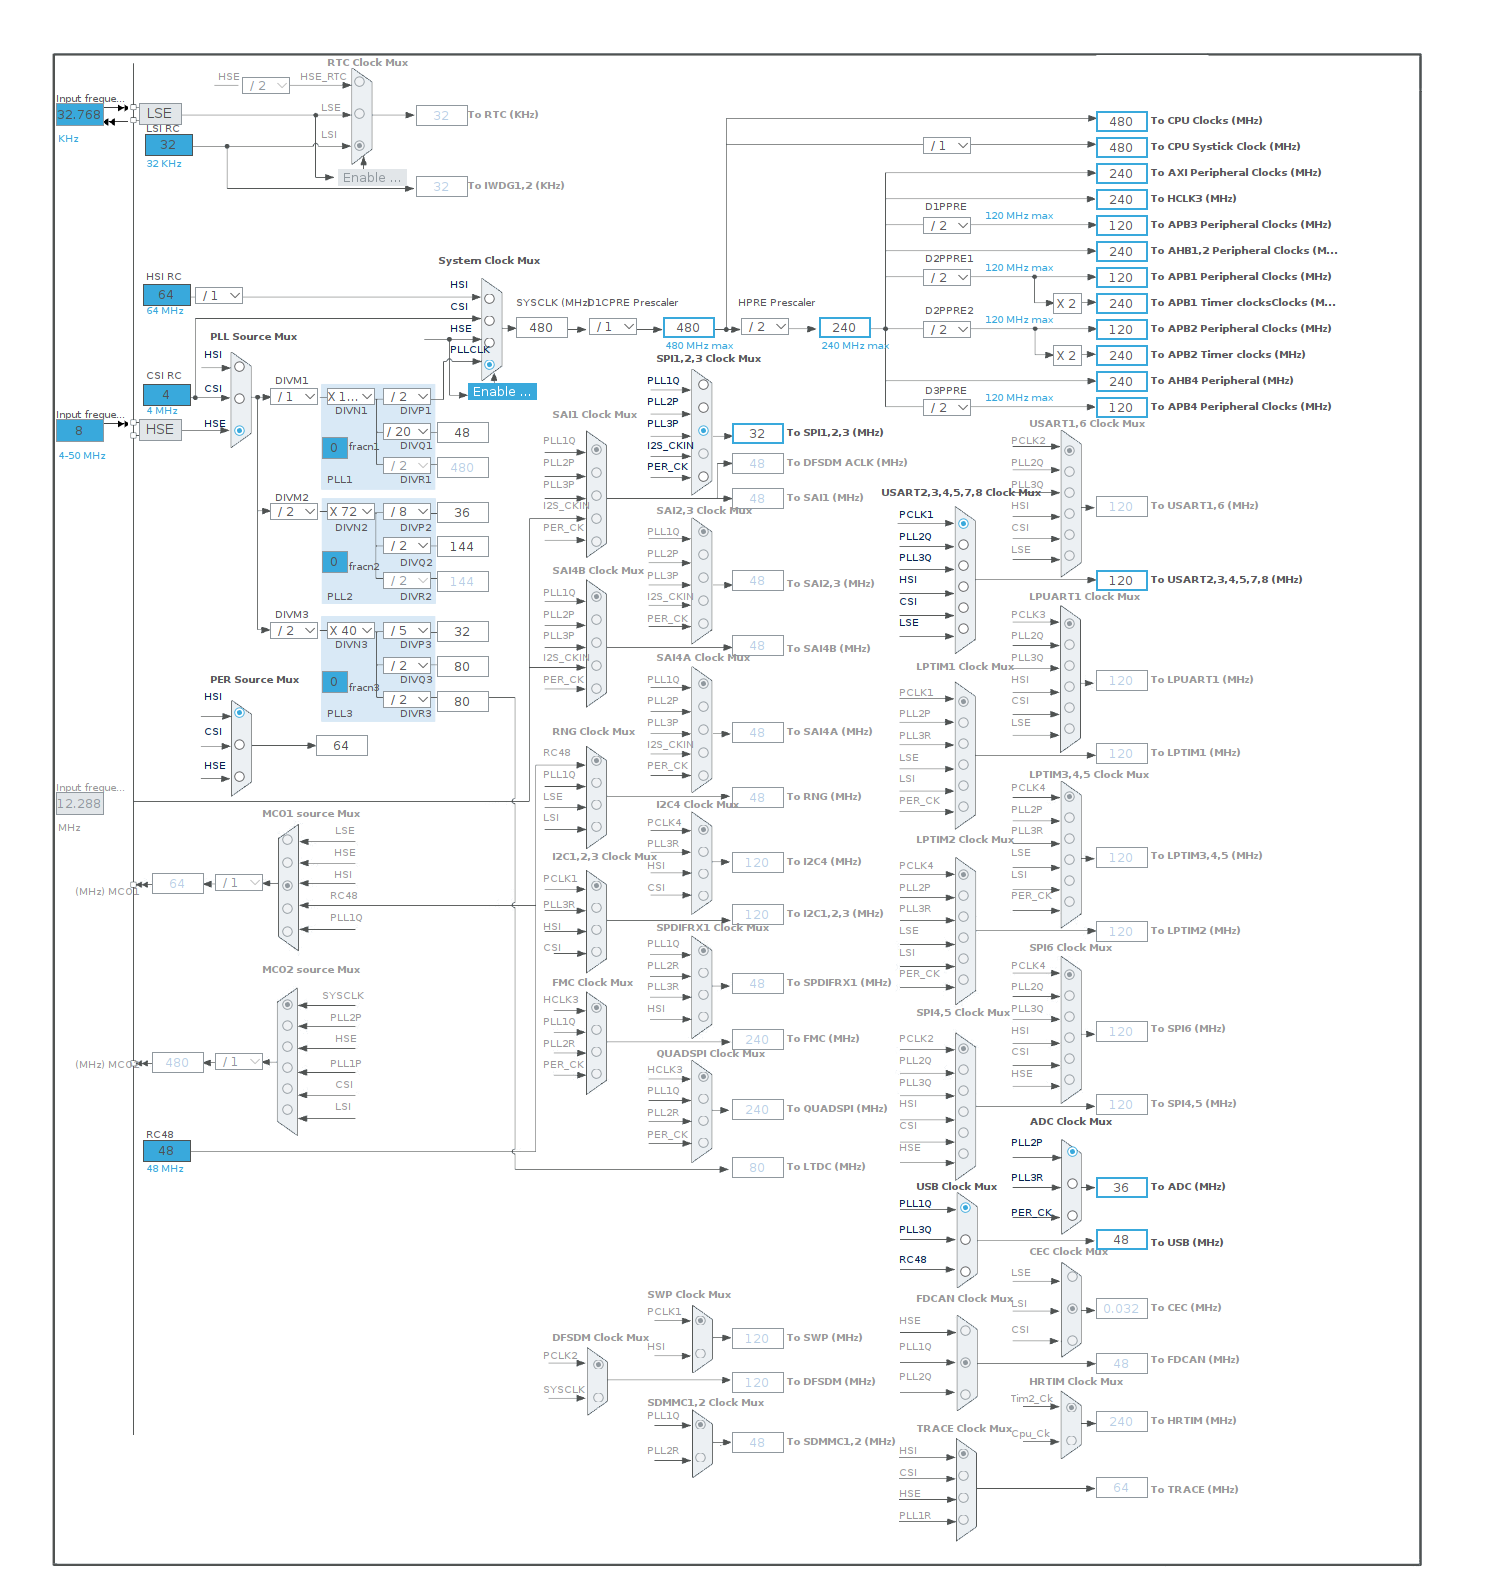 RTC Clock Mux
HSE
/ 2
HSE_RTC
Input freque...
32.768
KHz
LSE
LSE
32
To RTC (KHz)
LSI RC
32
32 KHz
LSI
Enable ...
32
To IWDG1,2 (KHz)
480
To CPU Clocks (MHz)
/ 1
480
To CPU Systick Clock (MHz)
240
To AXI Peripheral Clocks (MHz)
240
To HCLK3 (MHz)
D1PPRE
/ 2
120 MHz max
120
To APB3 Peripheral Clocks (MHz)
240
To AHB1,2 Peripheral Clocks (M...
D2PPRE1
/ 2
120 MHz max
120
To APB1 Peripheral Clocks (MHz)
X 2
240
To APB1 Timer clocksClocks (M...
D2PPRE2
/ 2
120 MHz max
120
To APB2 Peripheral Clocks (MHz)
X 2
240
To APB2 Timer clocks (MHz)
240
To AHB4 Peripheral (MHz)
D3PPRE
/ 2
120 MHz max
120
To APB4 Peripheral Clocks (MHz)
System Clock Mux
HSI RC
64
64 MHz
/ 1
HSI
CSI
HSE
PLLCLK
Enable ...
SYSCLK (MHz)
480
D1CPRE Prescaler
/ 1
480
480 MHz max
HPRE Prescaler
/ 2
240
240 MHz max
PLL Source Mux
HSI
CSI RC
4
4 MHz
CSI
Input freque...
8
4-50 MHz
HSE
HSE
DIVM1
/ 1
X 1...
DIVN1
/ 2
DIVP1
0
fracn1
/ 20
DIVQ1
48
/ 2
DIVR1
480
PLL1
DIVM2
/ 2
X 72
DIVN2
/ 8
DIVP2
36
0
fracn2
/ 2
DIVQ2
144
/ 2
DIVR2
144
PLL2
DIVM3
/ 2
X 40
DIVN3
/ 5
DIVP3
32
0
fracn3
/ 2
DIVQ3
80
/ 2
DIVR3
80
PLL3
PER Source Mux
HSI
CSI
HSE
64
Input freque...
12.288
MHz
MCO1 source Mux
LSE
HSE
HSI
RC48
PLL1Q
/ 1
64
(MHz) MCO1
MCO2 source Mux
SYSCLK
PLL2P
HSE
PLL1P
CSI
LSI
/ 1
480
(MHz) MCO2
RC48
48
48 MHz
SPI1,2,3 Clock Mux
PLL1Q
PLL2P
PLL3P
I2S_CKIN
PER_CK
32
To SPI1,2,3 (MHz)
SAI1 Clock Mux
PLL1Q
PLL2P
PLL3P
I2S_CKIN
PER_CK
48
To DFSDM ACLK (MHz)
48
To SAI1 (MHz)
SAI2,3 Clock Mux
PLL1Q
PLL2P
PLL3P
I2S_CKIN
PER_CK
48
To SAI2,3 (MHz)
SAI4B Clock Mux
PLL1Q
PLL2P
PLL3P
I2S_CKIN
PER_CK
48
To SAI4B (MHz)
SAI4A Clock Mux
PLL1Q
PLL2P
PLL3P
I2S_CKIN
PER_CK
48
To SAI4A (MHz)
RNG Clock Mux
RC48
PLL1Q
LSE
LSI
48
To RNG (MHz)
I2C4 Clock Mux
PCLK4
PLL3R
HSI
CSI
120
To I2C4 (MHz)
I2C1,2,3 Clock Mux
PCLK1
PLL3R
HSI
CSI
120
To I2C1,2,3 (MHz)
SPDIFRX1 Clock Mux
PLL1Q
PLL2R
PLL3R
HSI
48
To SPDIFRX1 (MHz)
FMC Clock Mux
HCLK3
PLL1Q
PLL2R
PER_CK
240
To FMC (MHz)
QUADSPI Clock Mux
HCLK3
PLL1Q
PLL2R
PER_CK
240
To QUADSPI (MHz)
80
To LTDC (MHz)
SWP Clock Mux
PCLK1
HSI
120
To SWP (MHz)
DFSDM Clock Mux
PCLK2
SYSCLK
120
To DFSDM (MHz)
SDMMC1,2 Clock Mux
PLL1Q
PLL2R
48
To SDMMC1,2 (MHz)
USART1,6 Clock Mux
PCLK2
PLL2Q
PLL3Q
HSI
CSI
LSE
120
To USART1,6 (MHz)
USART2,3,4,5,7,8 Clock Mux
PCLK1
PLL2Q
PLL3Q
HSI
CSI
LSE
120
To USART2,3,4,5,7,8 (MHz)
LPUART1 Clock Mux
PCLK3
PLL2Q
PLL3Q
HSI
CSI
LSE
120
To LPUART1 (MHz)
LPTIM1 Clock Mux
PCLK1
PLL2P
PLL3R
LSE
LSI
PER_CK
120
To LPTIM1 (MHz)
LPTIM3,4,5 Clock Mux
PCLK4
PLL2P
PLL3R
LSE
LSI
PER_CK
120
To LPTIM3,4,5 (MHz)
LPTIM2 Clock Mux
PCLK4
PLL2P
PLL3R
LSE
LSI
PER_CK
120
To LPTIM2 (MHz)
SPI6 Clock Mux
PCLK4
PLL2Q
PLL3Q
HSI
CSI
HSE
120
To SPI6 (MHz)
SPI4,5 Clock Mux
PCLK2
PLL2Q
PLL3Q
HSI
CSI
HSE
120
To SPI4,5 (MHz)
ADC Clock Mux
PLL2P
PLL3R
PER_CK
36
To ADC (MHz)
USB Clock Mux
PLL1Q
PLL3Q
RC48
48
To USB (MHz)
CEC Clock Mux
LSE
LSI
CSI
0.032
To CEC (MHz)
FDCAN Clock Mux
HSE
PLL1Q
PLL2Q
48
To FDCAN (MHz)
HRTIM Clock Mux
Tim2_Ck
Cpu_Ck
240
To HRTIM (MHz)
TRACE Clock Mux
HSI
CSI
HSE
PLL1R
64
To TRACE (MHz)